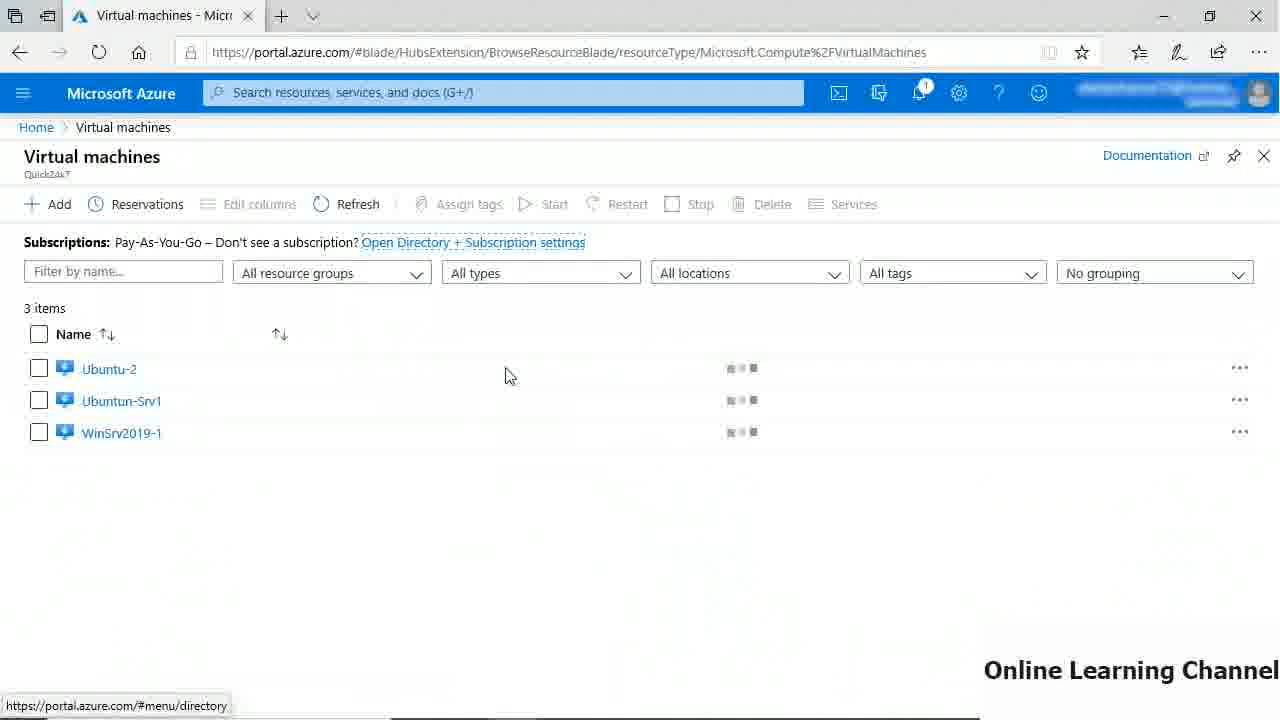 Virtual machines - Micr
https://portal.azure.com/#blade/HubsExtension/BrowseResourceBlade/resourceType/Microsoft.Compute%2FVirtualMachines
Microsoft Azure
Search resources, services, and docs (G+/)
1
Home > Virtual machines
Virtual machines
Quick24x7
Documentation
Add Reservations Edit columns Refresh Assign tags Start Restart Stop Delete Services
Subscriptions: Pay-As-You-Go – Don't see a subscription? Open Directory + Subscription settings
Filter by name... All resource groups All types All locations All tags No grouping
3 items
Name
Ubuntu-2
Ubuntun-Srv1
WinSrv2019-1
Online Learning Channel
https://portal.azure.com/#menu/directory